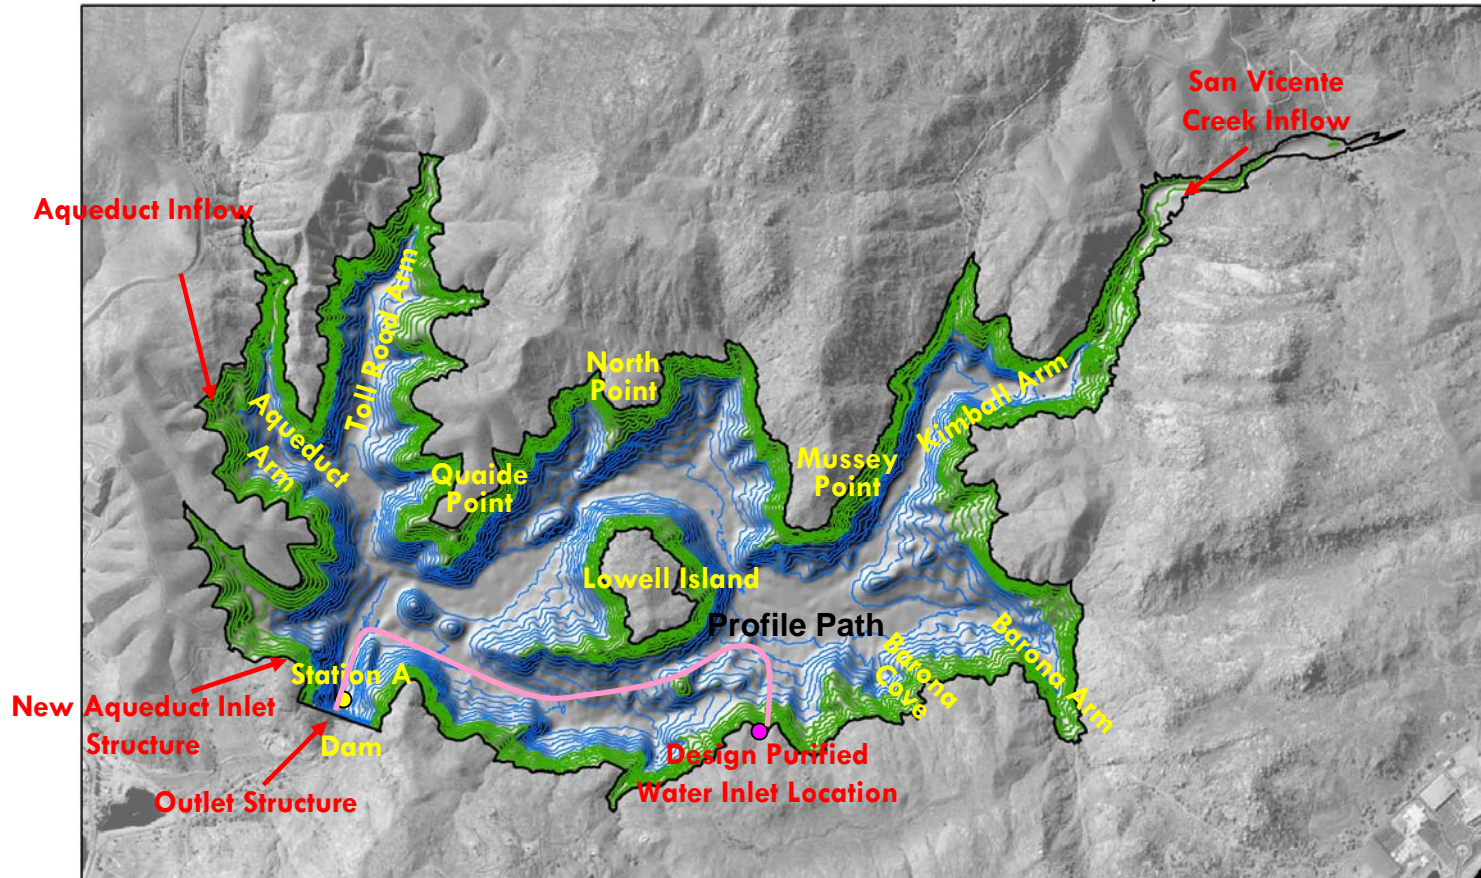 San Vicente
Creek Inflow
Aqueduct Inflow
Toll Road Arm
North
Point
Kimball Arm
Aqueduct
Arm
Quaide
Point
Mussey
Point
Lowell Island
Profile Path
Barona
Cove
Barona Arm
Station A
New Aqueduct Inlet
Structure
Dam
Design Purified
Water Inlet Location
Outlet Structure